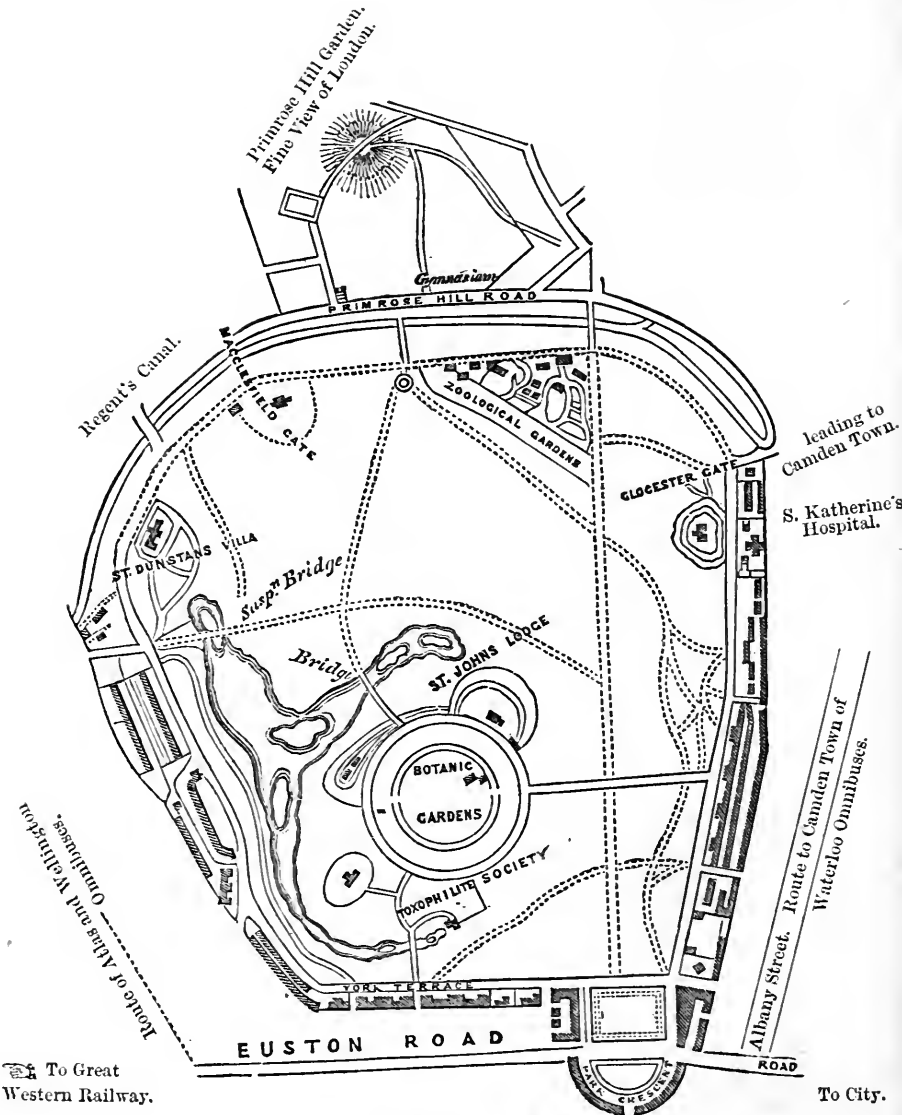 Primrose Hill Garden.
Fine View of London.
Gymnasium
PRIMROSE HILL ROAD
Regent's Canal.
MACCLESFIELD GATE
ZOOLOGICAL GARDENS
leading to
Camden Town.
GLOCESTER GATE
S. Katherine's
Hospital.
ST. DUNSTANS VILLA
Suspn. Bridge
Bridge
ST. JOHNS LODGE
BOTANIC
GARDENS
TOXOPHILITE SOCIETY
Route of Atlas and Wellington
Omnibuses.
Albany Street. Route to Camden Town of
Waterloo Omnibuses.
YORK TERRACE
EUSTON ROAD
ROAD
PARK CRESCENT
To Great
Western Railway.
To City.